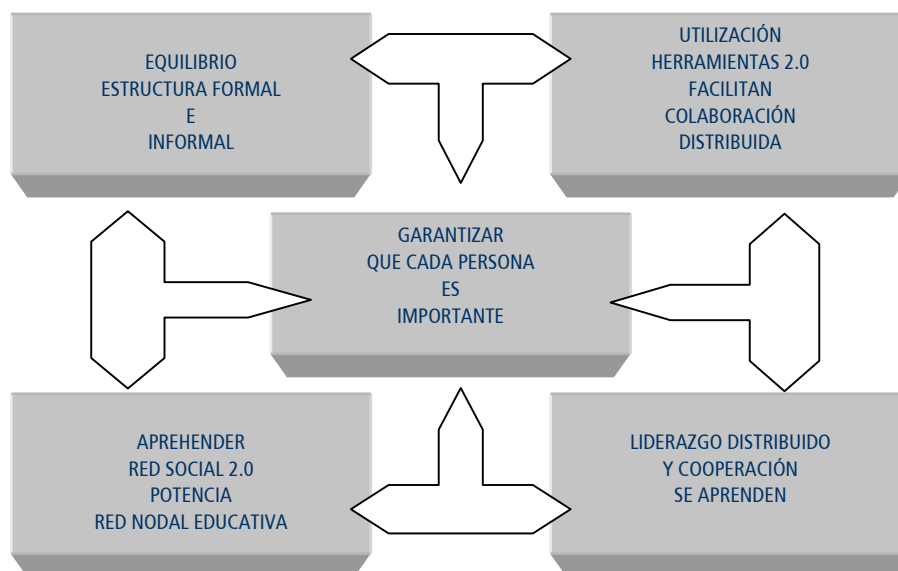 EQUILIBRIO
ESTRUCTURA FORMAL
E
INFORMAL
UTILIZACIÓN
HERRAMIENTAS 2.0
FACILITAN
COLABORACIÓN
DISTRIBUIDA
GARANTIZAR
QUE CADA PERSONA
ES
IMPORTANTE
APREHENDER
RED SOCIAL 2.0
POTENCIA
RED NODAL EDUCATIVA
LIDERAZGO DISTRIBUIDO
Y COOPERACIÓN
SE APRENDEN